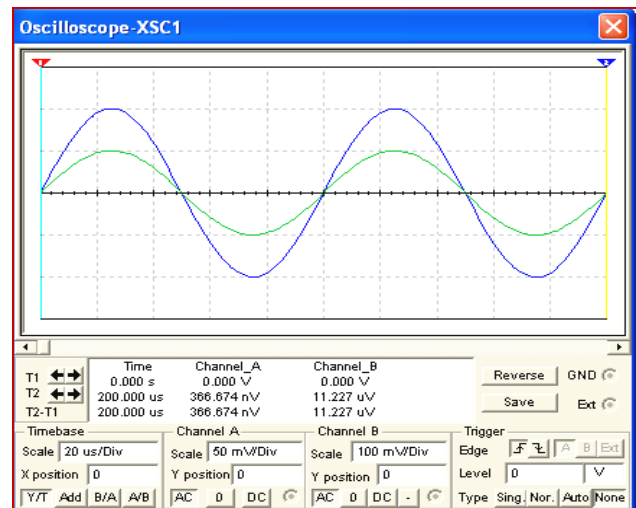 Oscilloscope-XSC1
1 2
Time Channel_A Channel_B
T1 0.000 s 0.000 V 0.000 V
T2 200.000 us 366.674 nV 11.227 uV
T2-T1 200.000 us 366.674 nV 11.227 uV
Reverse GND
Save Ext
Timebase Channel A Channel B Trigger
Scale 20 us/Div Scale 50 mV/Div Scale 100 mV/Div Edge A B Ext
X position 0 Y position 0 Y position 0 Level 0 V
Y/T Add B/A A/B AC 0 DC AC 0 DC - Type Sing. Nor. Auto None